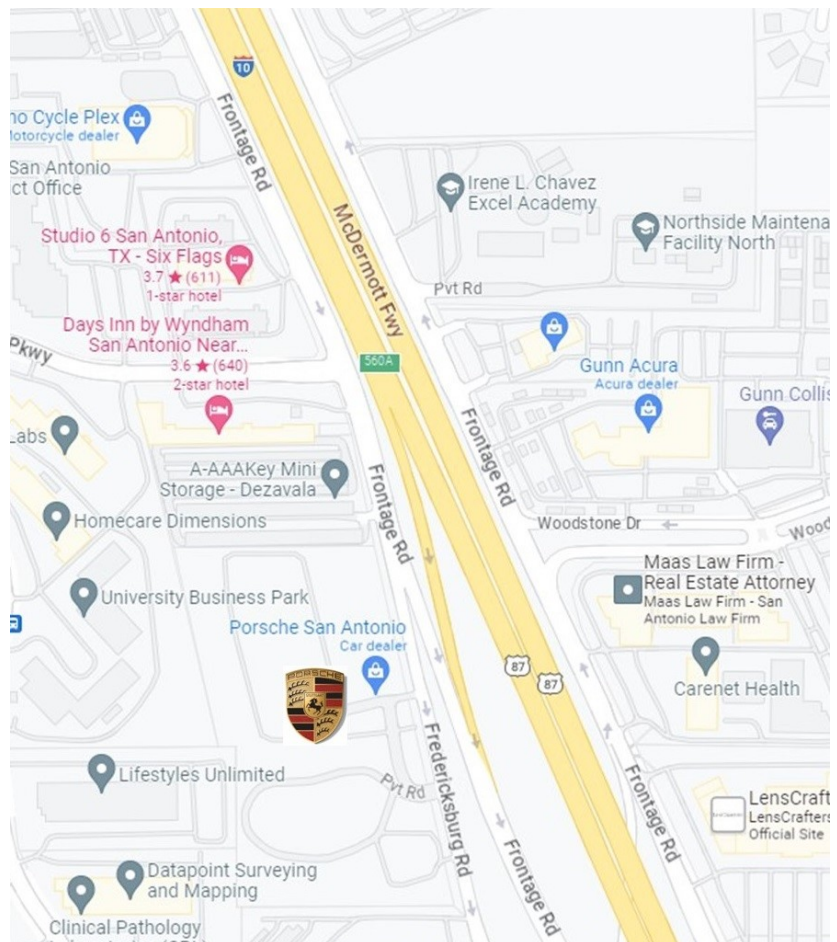 10
Frontage Rd
no Cycle Plex
Motorcycle dealer
San Antonio
ct Office
Irene L. Chavez
Excel Academy
Northside Maintena
Facility North
McDermott Fwy
Studio 6 San Antonio,
TX - Six Flags
3.7 ★ (611)
1-star hotel
Pvt Rd
Days Inn by Wyndham
San Antonio Near...
3.6 ★ (640)
2-star hotel
Pkwy
560A
Gunn Acura
Acura dealer
Gunn Collis
Labs
Frontage Rd
A-AAAKey Mini
Storage - Dezavala
Frontage Rd
Homecare Dimensions
Woodstone Dr
Wood
Maas Law Firm -
Real Estate Attorney
Maas Law Firm - San
Antonio Law Firm
University Business Park
Porsche San Antonio
Car dealer
PORSCHE
87
87
Carenet Health
Lifestyles Unlimited
Pvt Rd
Fredericksburg Rd
Frontage Rd
LensCraft
LensCrafters
Official Site
Frontage Rd
Datapoint Surveying
and Mapping
Clinical Pathology